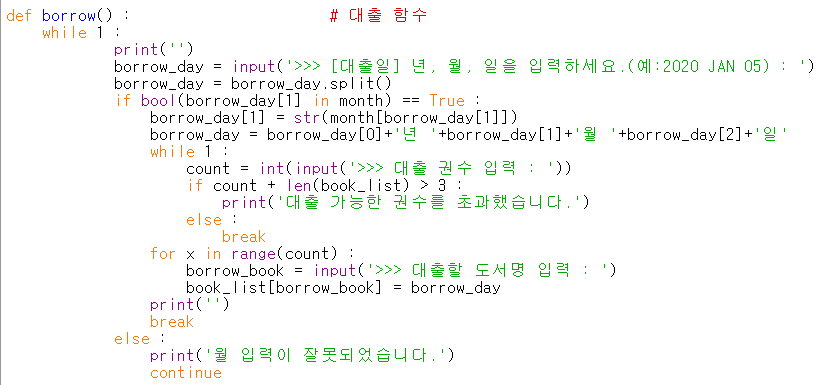 def borrow() :                          # 대출 함수
    while 1 :
            print('')
            borrow_day = input('>>> [대출일] 년, 월, 일을 입력하세요.(예:2020 JAN 05) : ')
            borrow_day = borrow_day.split()
            if bool(borrow_day[1] in month) == True :
                borrow_day[1] = str(month[borrow_day[1]])
                borrow_day = borrow_day[0]+'년 '+borrow_day[1]+'월 '+borrow_day[2]+'일'
                while 1 :
                    count = int(input('>>> 대출 권수 입력 : '))
                    if count + len(book_list) > 3 :
                        print('대출 가능한 권수를 초과했습니다.')
                    else :
                        break
                for x in range(count) :
                    borrow_book = input('>>> 대출할 도서명 입력 : ')
                    book_list[borrow_book] = borrow_day
                print('')
                break
            else :
                print('월 입력이 잘못되었습니다.')
                continue